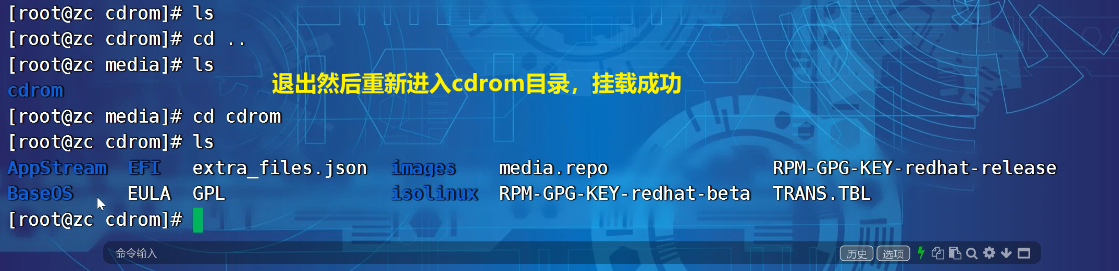 [root@zc cdrom]# ls
[root@zc cdrom]# cd ..
[root@zc media]# ls
退出然后重新进入cdrom目录，挂载成功
cdrom
[root@zc media]# cd cdrom
[root@zc cdrom]# ls
AppStream EFI extra_files.json images media.repo RPM-GPG-KEY-redhat-release
BaseOS EULA GPL isolinux RPM-GPG-KEY-redhat-beta TRANS.TBL
[root@zc cdrom]#
命令输入 历史 选项